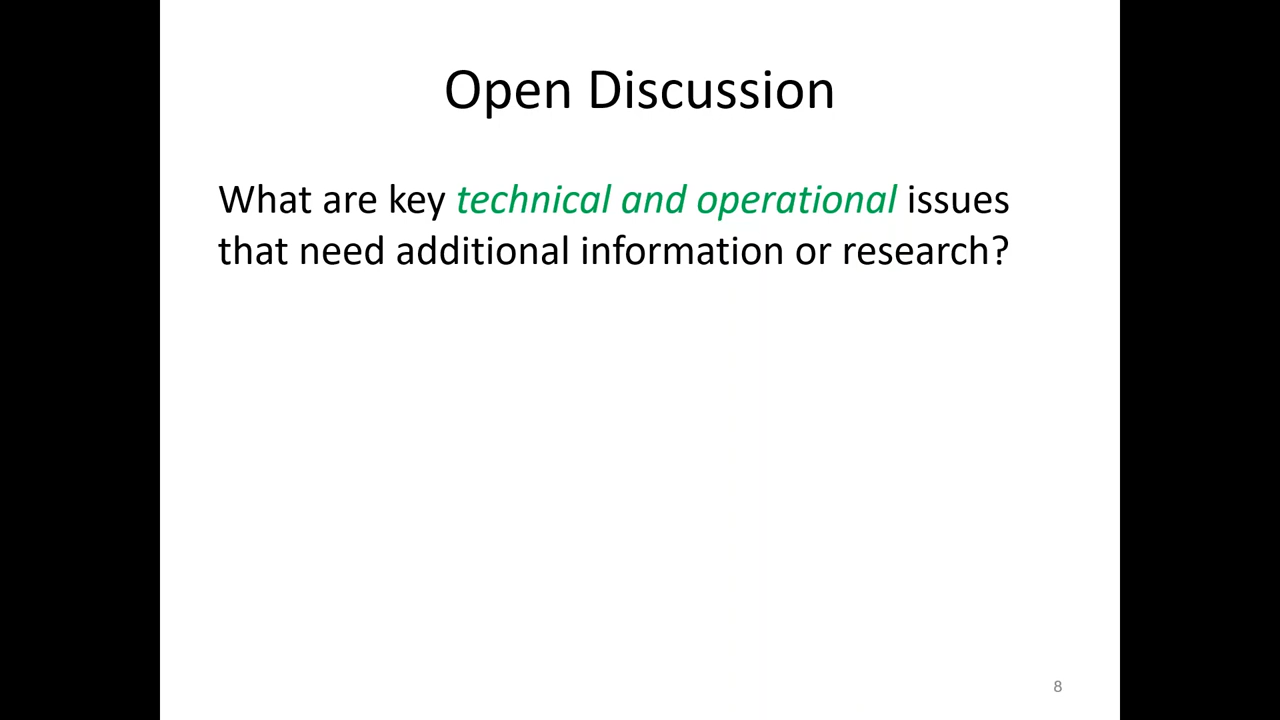 Open Discussion
What are key technical and operational issues
that need additional information or research?
8